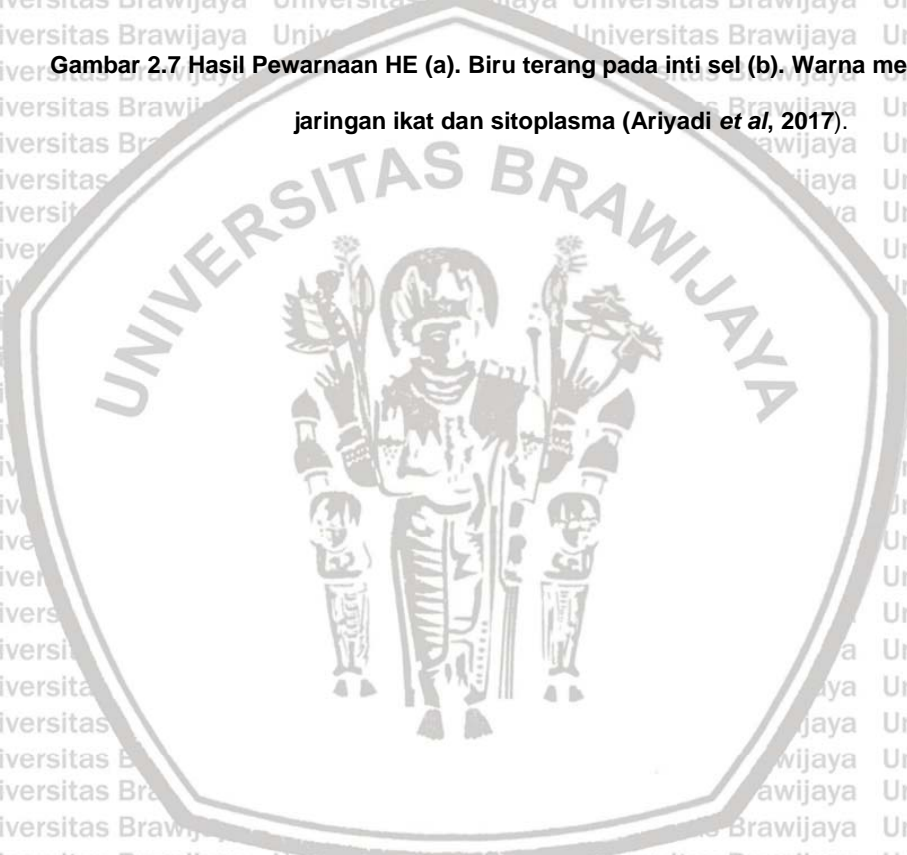 Gambar 2.7 Hasil Pewarnaan HE (a). Biru terang pada inti sel (b). Warna me
jaringan ikat dan sitoplasma (Ariyadi et al, 2017).
UNIVERSITAS BRAWIJAYA